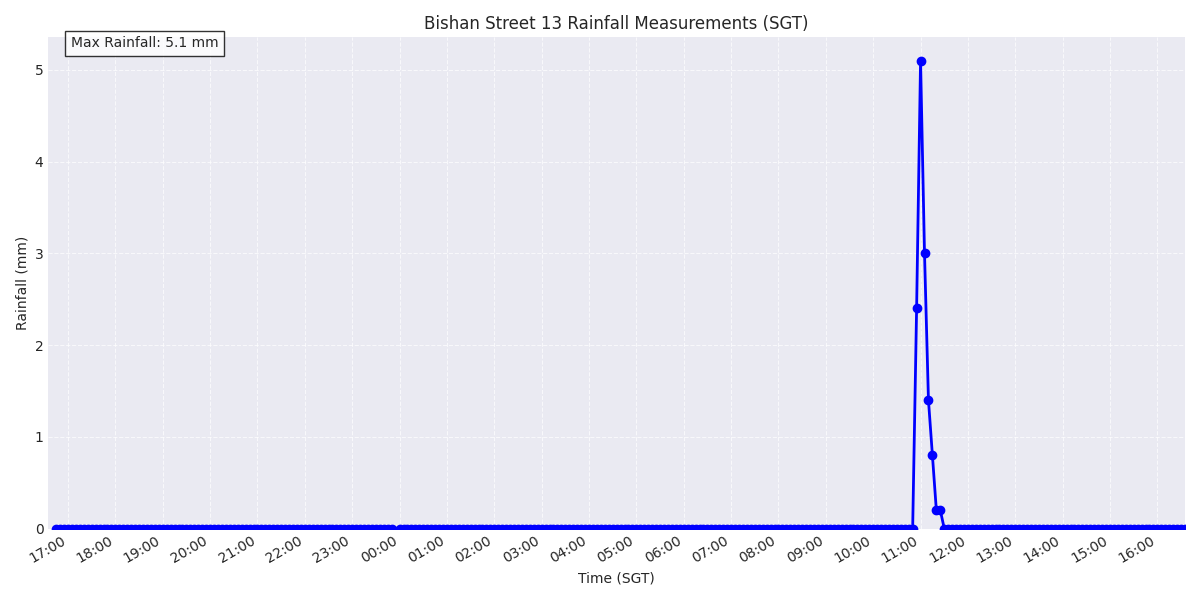 Bishan Street 13 Rainfall Measurements (SGT)
Max Rainfall: 5.1 mm
Rainfall (mm)
5
4
3
2
1
0
17:00 18:00 19:00 20:00 21:00 22:00 23:00 00:00 01:00 02:00 03:00 04:00 05:00 06:00 07:00 08:00 09:00 10:00 11:00 12:00 13:00 14:00 15:00 16:00
Time (SGT)